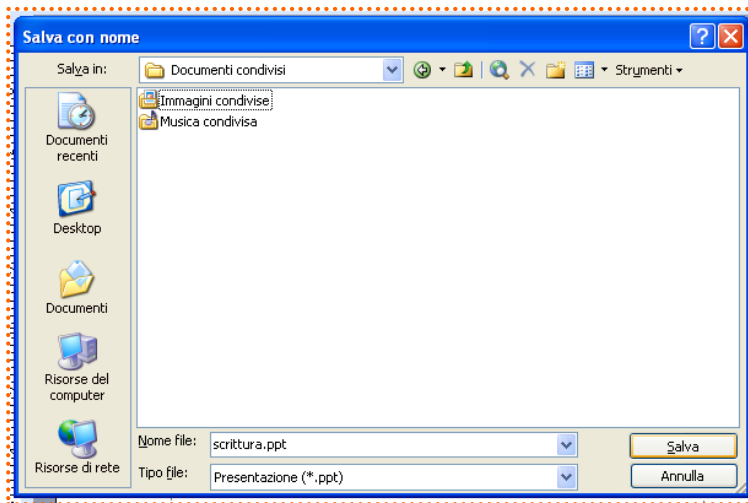 Salva con nome
Salva in: Documenti condivisi Strumenti
Immagini condivise
Musica condivisa
Documenti
recenti
Desktop
Documenti
Risorse del
computer
Risorse di rete
Nome file: scrittura.ppt Salva
Tipo file: Presentazione (*.ppt) Annulla